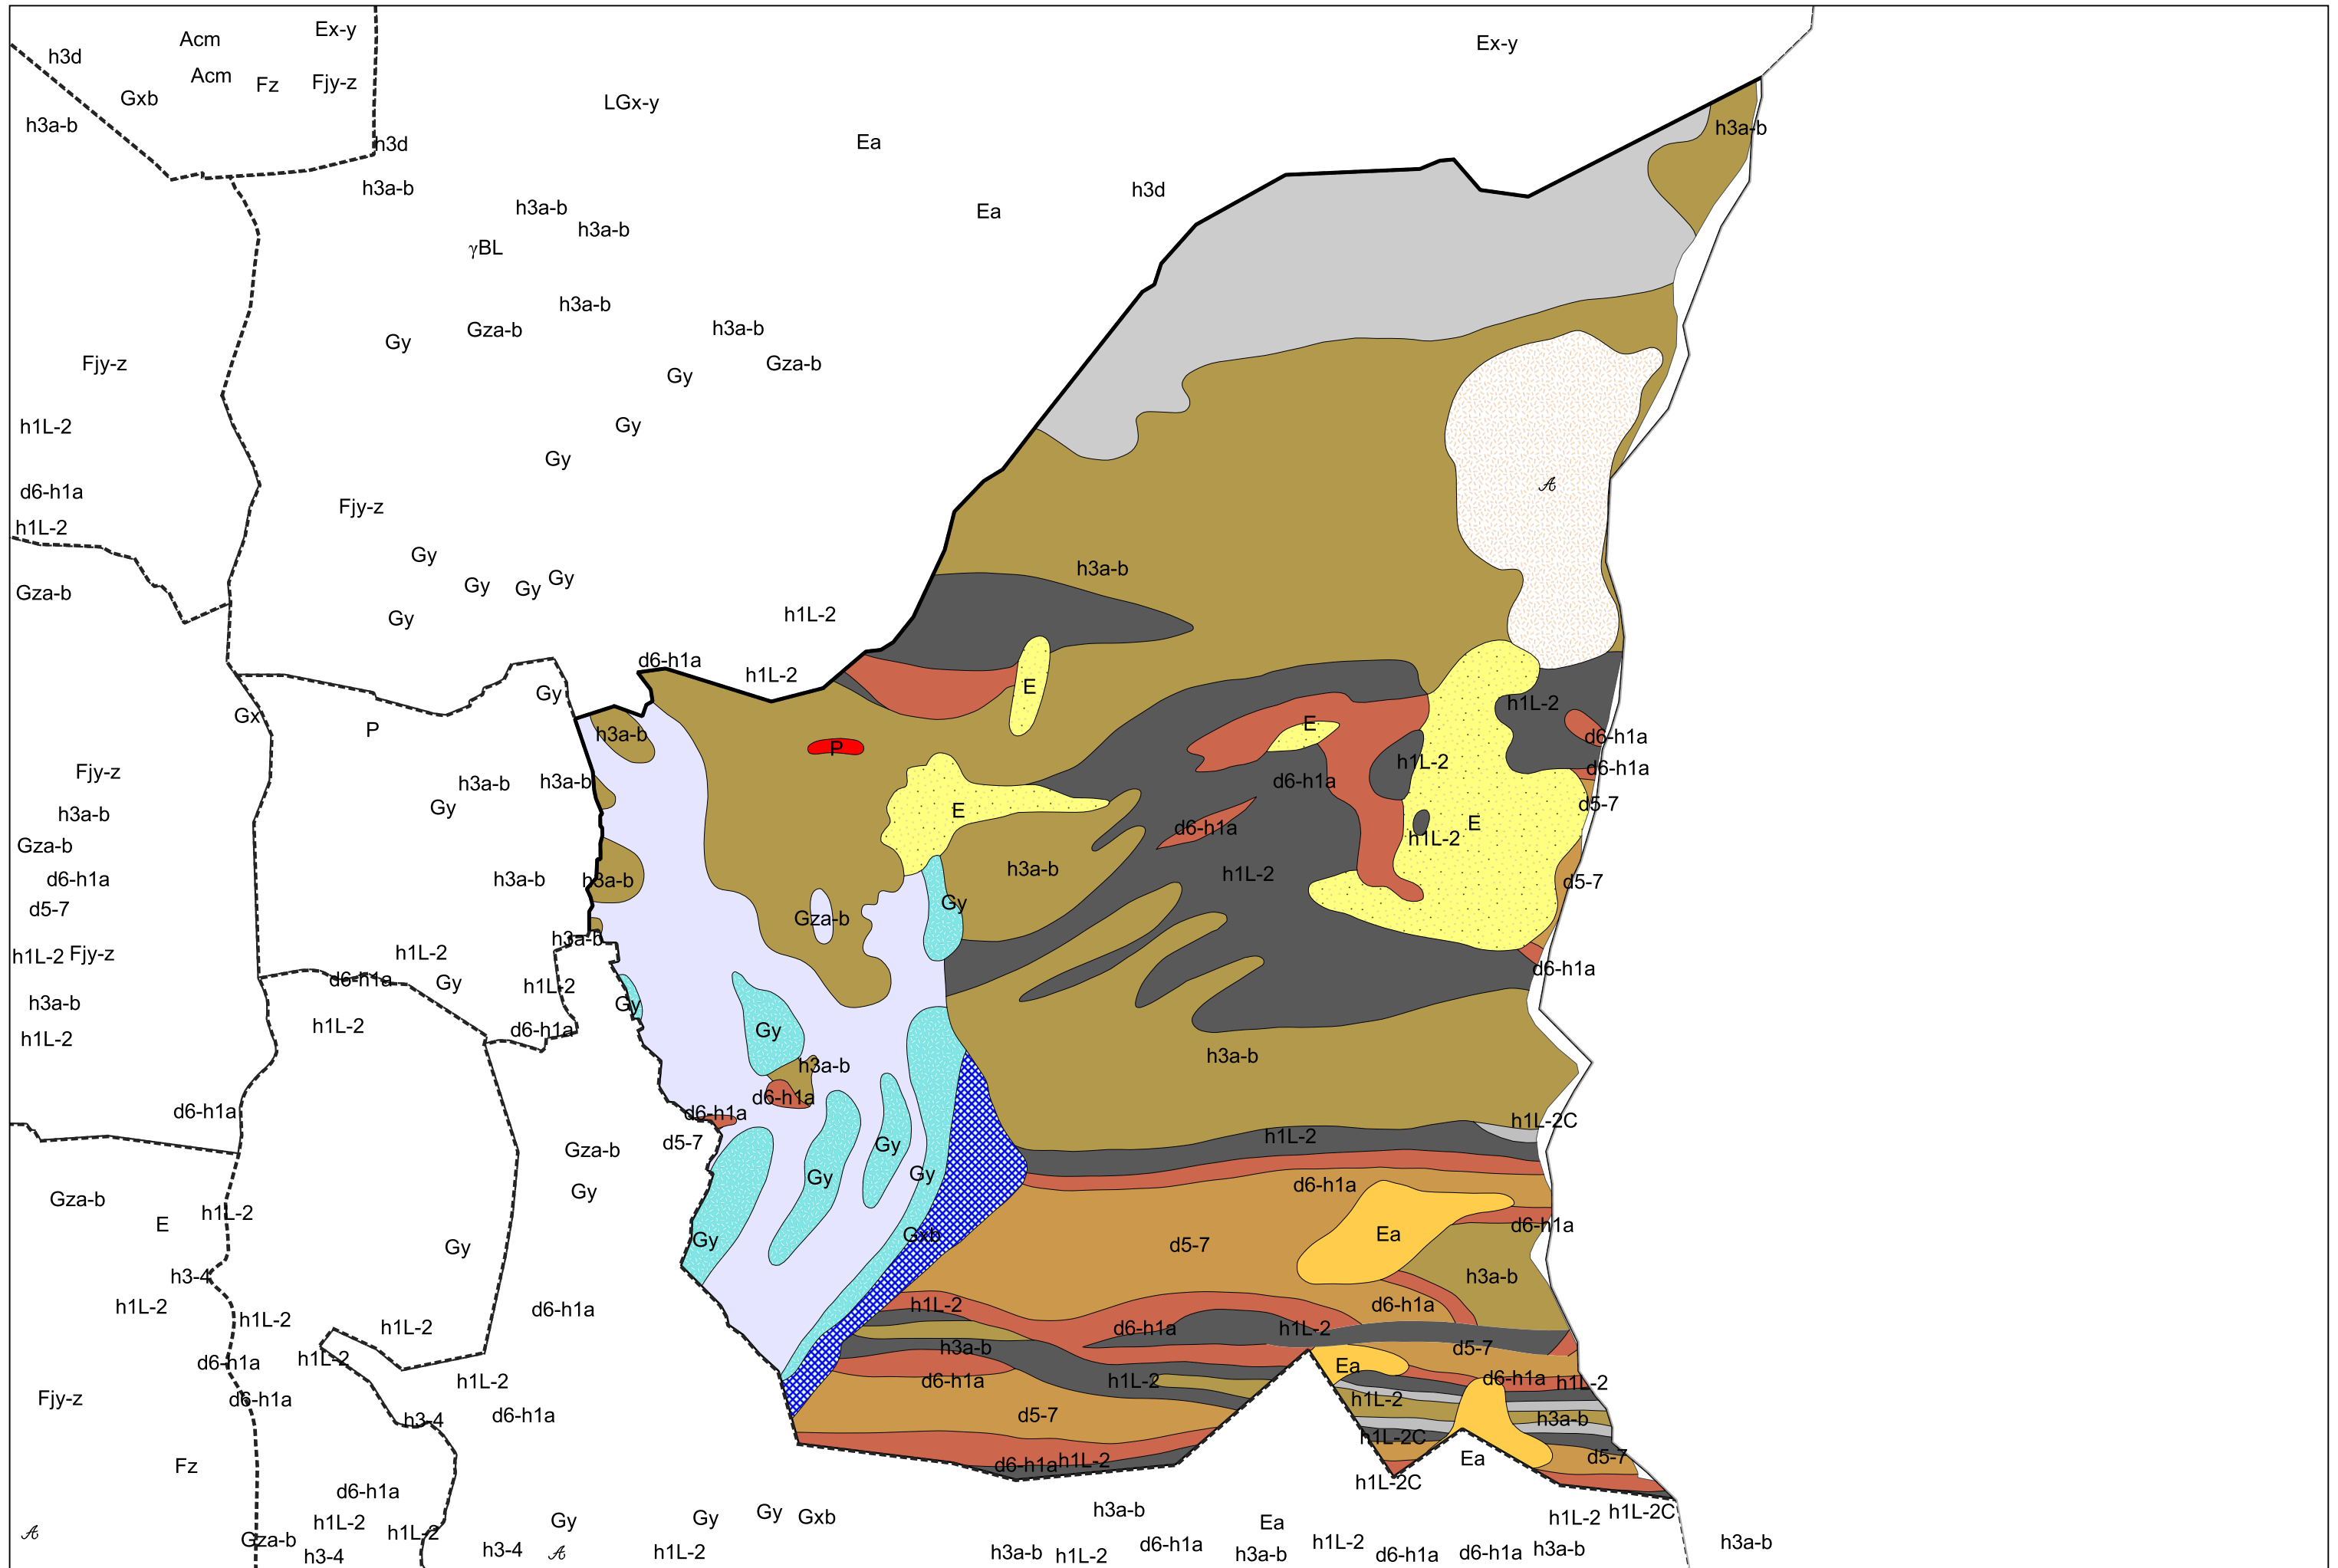 Ex-y
Acm
Ex-y
h3d
Acm
Fz
Fjy-z
Gxb
LGx-y
h3a-b
h3a-b
h3d
Ea
h3a-b
h3d
h3a-b
Ea
h3a-b
γBL
h3a-b
Gza-b
h3a-b
Gy
Fjy-z
Gza-b
Gy
h1L-2
Gy
Gy
𝒜
d6-h1a
Fjy-z
h1L-2
Gy
h3a-b
Gy
Gy
Gy
Gza-b
Gy
h1L-2
d6-h1a
h1L-2
E
Gy
h1L-2
Gx
E
P
h3a-b
d6-h1a
P
h1L-2
d6-h1a
Fjy-z
h3a-b
h3a-b
d6-h1a
d5-7
Gy
E
h3a-b
E
d6-h1a
h1L-2
Gza-b
h3a-b
h1L-2
d6-h1a
h3a-b
h3a-b
d5-7
Gy
d5-7
Gza-b
h3a-b
h1L-2
Fjy-z
h1L-2
d6-h1a
d6-h1a
Gy
h1L-2
h3a-b
Gy
h1L-2
d6-h1a
Gy
h1L-2
h3a-b
h3a-b
d6-h1a
d6-h1a
d6-h1a
h1L-2C
h1L-2
d5-7
Gy
Gza-b
Gy
Gy
d6-h1a
Gy
Gza-b
h1L-2
E
d6-h1a
Gxb
Ea
Gy
Gy
d5-7
h3-4
h3a-b
h1L-2
d6-h1a
h1L-2
d6-h1a
h1L-2
h1L-2
d6-h1a
h1L-2
h3a-b
d5-7
h1L-2
d6-h1a
Ea
h1L-2
d6-h1a
h1L-2
d6-h1a
h1L-2
Fjy-z
d6-h1a
h1L-2
d6-h1a
d5-7
h3-4
h3a-b
h1L-2C
Fz
d6-h1a
h1L-2
Ea
d5-7
d6-h1a
h1L-2C
h3a-b
h1L-2C
Gy
Gy
Gy
Gxb
h1L-2
𝒜
h1L-2
h1L-2
Ea
Gza-b
d6-h1a
h1L-2
h3a-b
h3-4
h3-4
𝒜
h1L-2
h3a-b
h1L-2
h3a-b
d6-h1a
d6-h1a
h3a-b